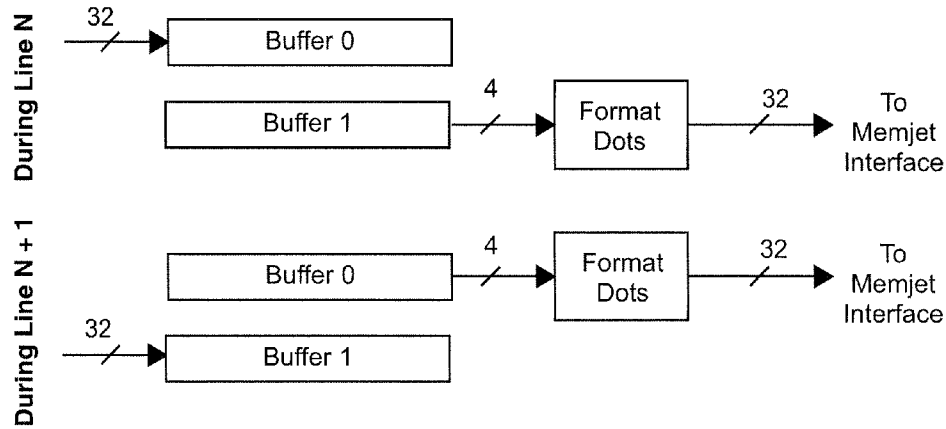 During Line N
32
Buffer 0
Buffer 1
4
Format
Dots
32
To
Memjet
Interface
During Line N + 1
Buffer 0
4
Format
Dots
32
To
Memjet
Interface
32
Buffer 1